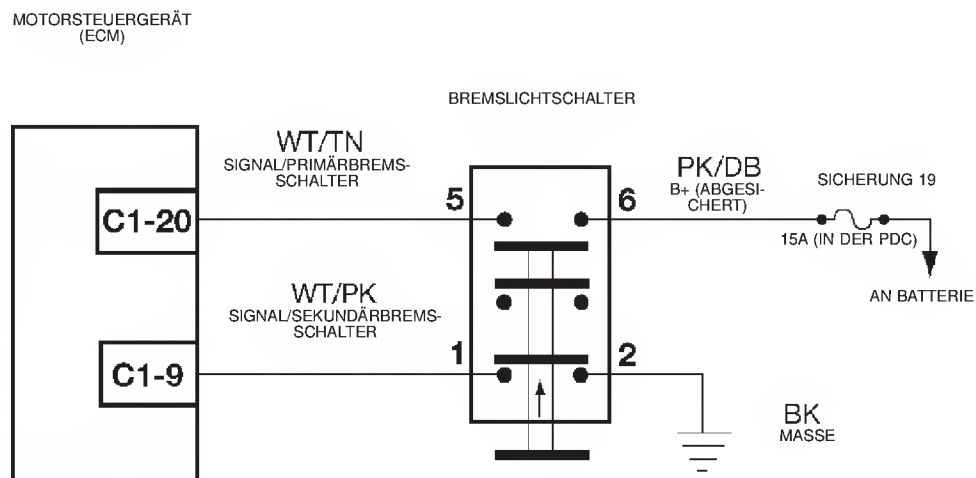 MOTORSTEUERGERÄT
(ECM)
BREMSLICHTSCHALTER
WT/TN
SIGNAL/PRIMÄRBREMS-
SCHALTER
PK/DB
B+ (ABGESI-
CHERT)
SICHERUNG 19
C1-20
5
6
15A (IN DER PDC)
AN BATTERIE
WT/PK
SIGNAL/SEKUNDÄRBREMS-
SCHALTER
C1-9
1
2
BK
MASSE